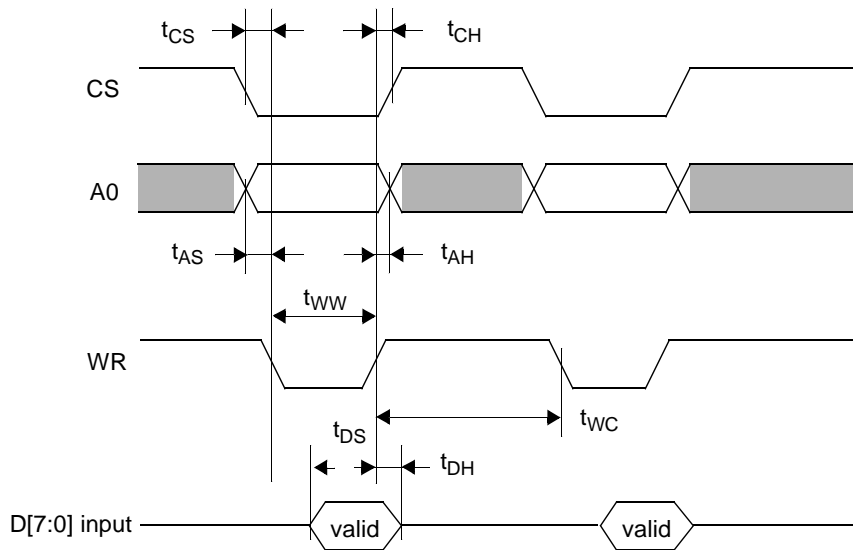 tCS
tCH
CS
A0
tAS
tAH
tWW
WR
tWC
tDS
tDH
D[7:0] input
valid
valid